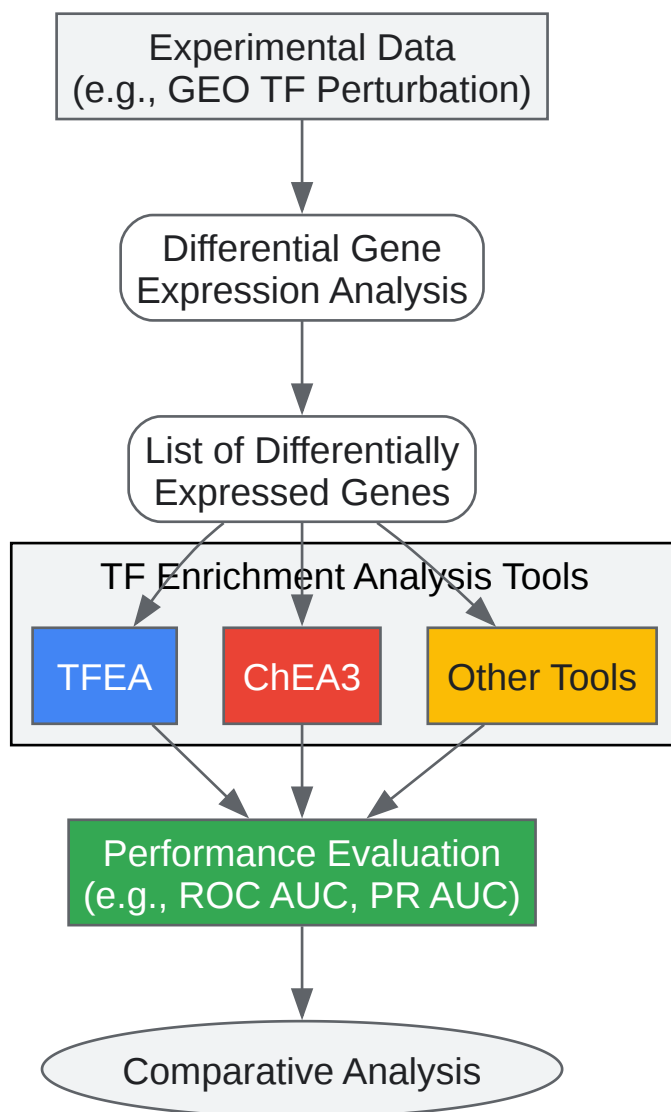 Experimental Data
(e.g., GEO TF Perturbation)
Differential Gene
Expression Analysis
List of Differentially
Expressed Genes
TF Enrichment Analysis Tools
TFEA
ChEA3
Other Tools
Performance Evaluation
(e.g., ROC AUC, PR AUC)
Comparative Analysis